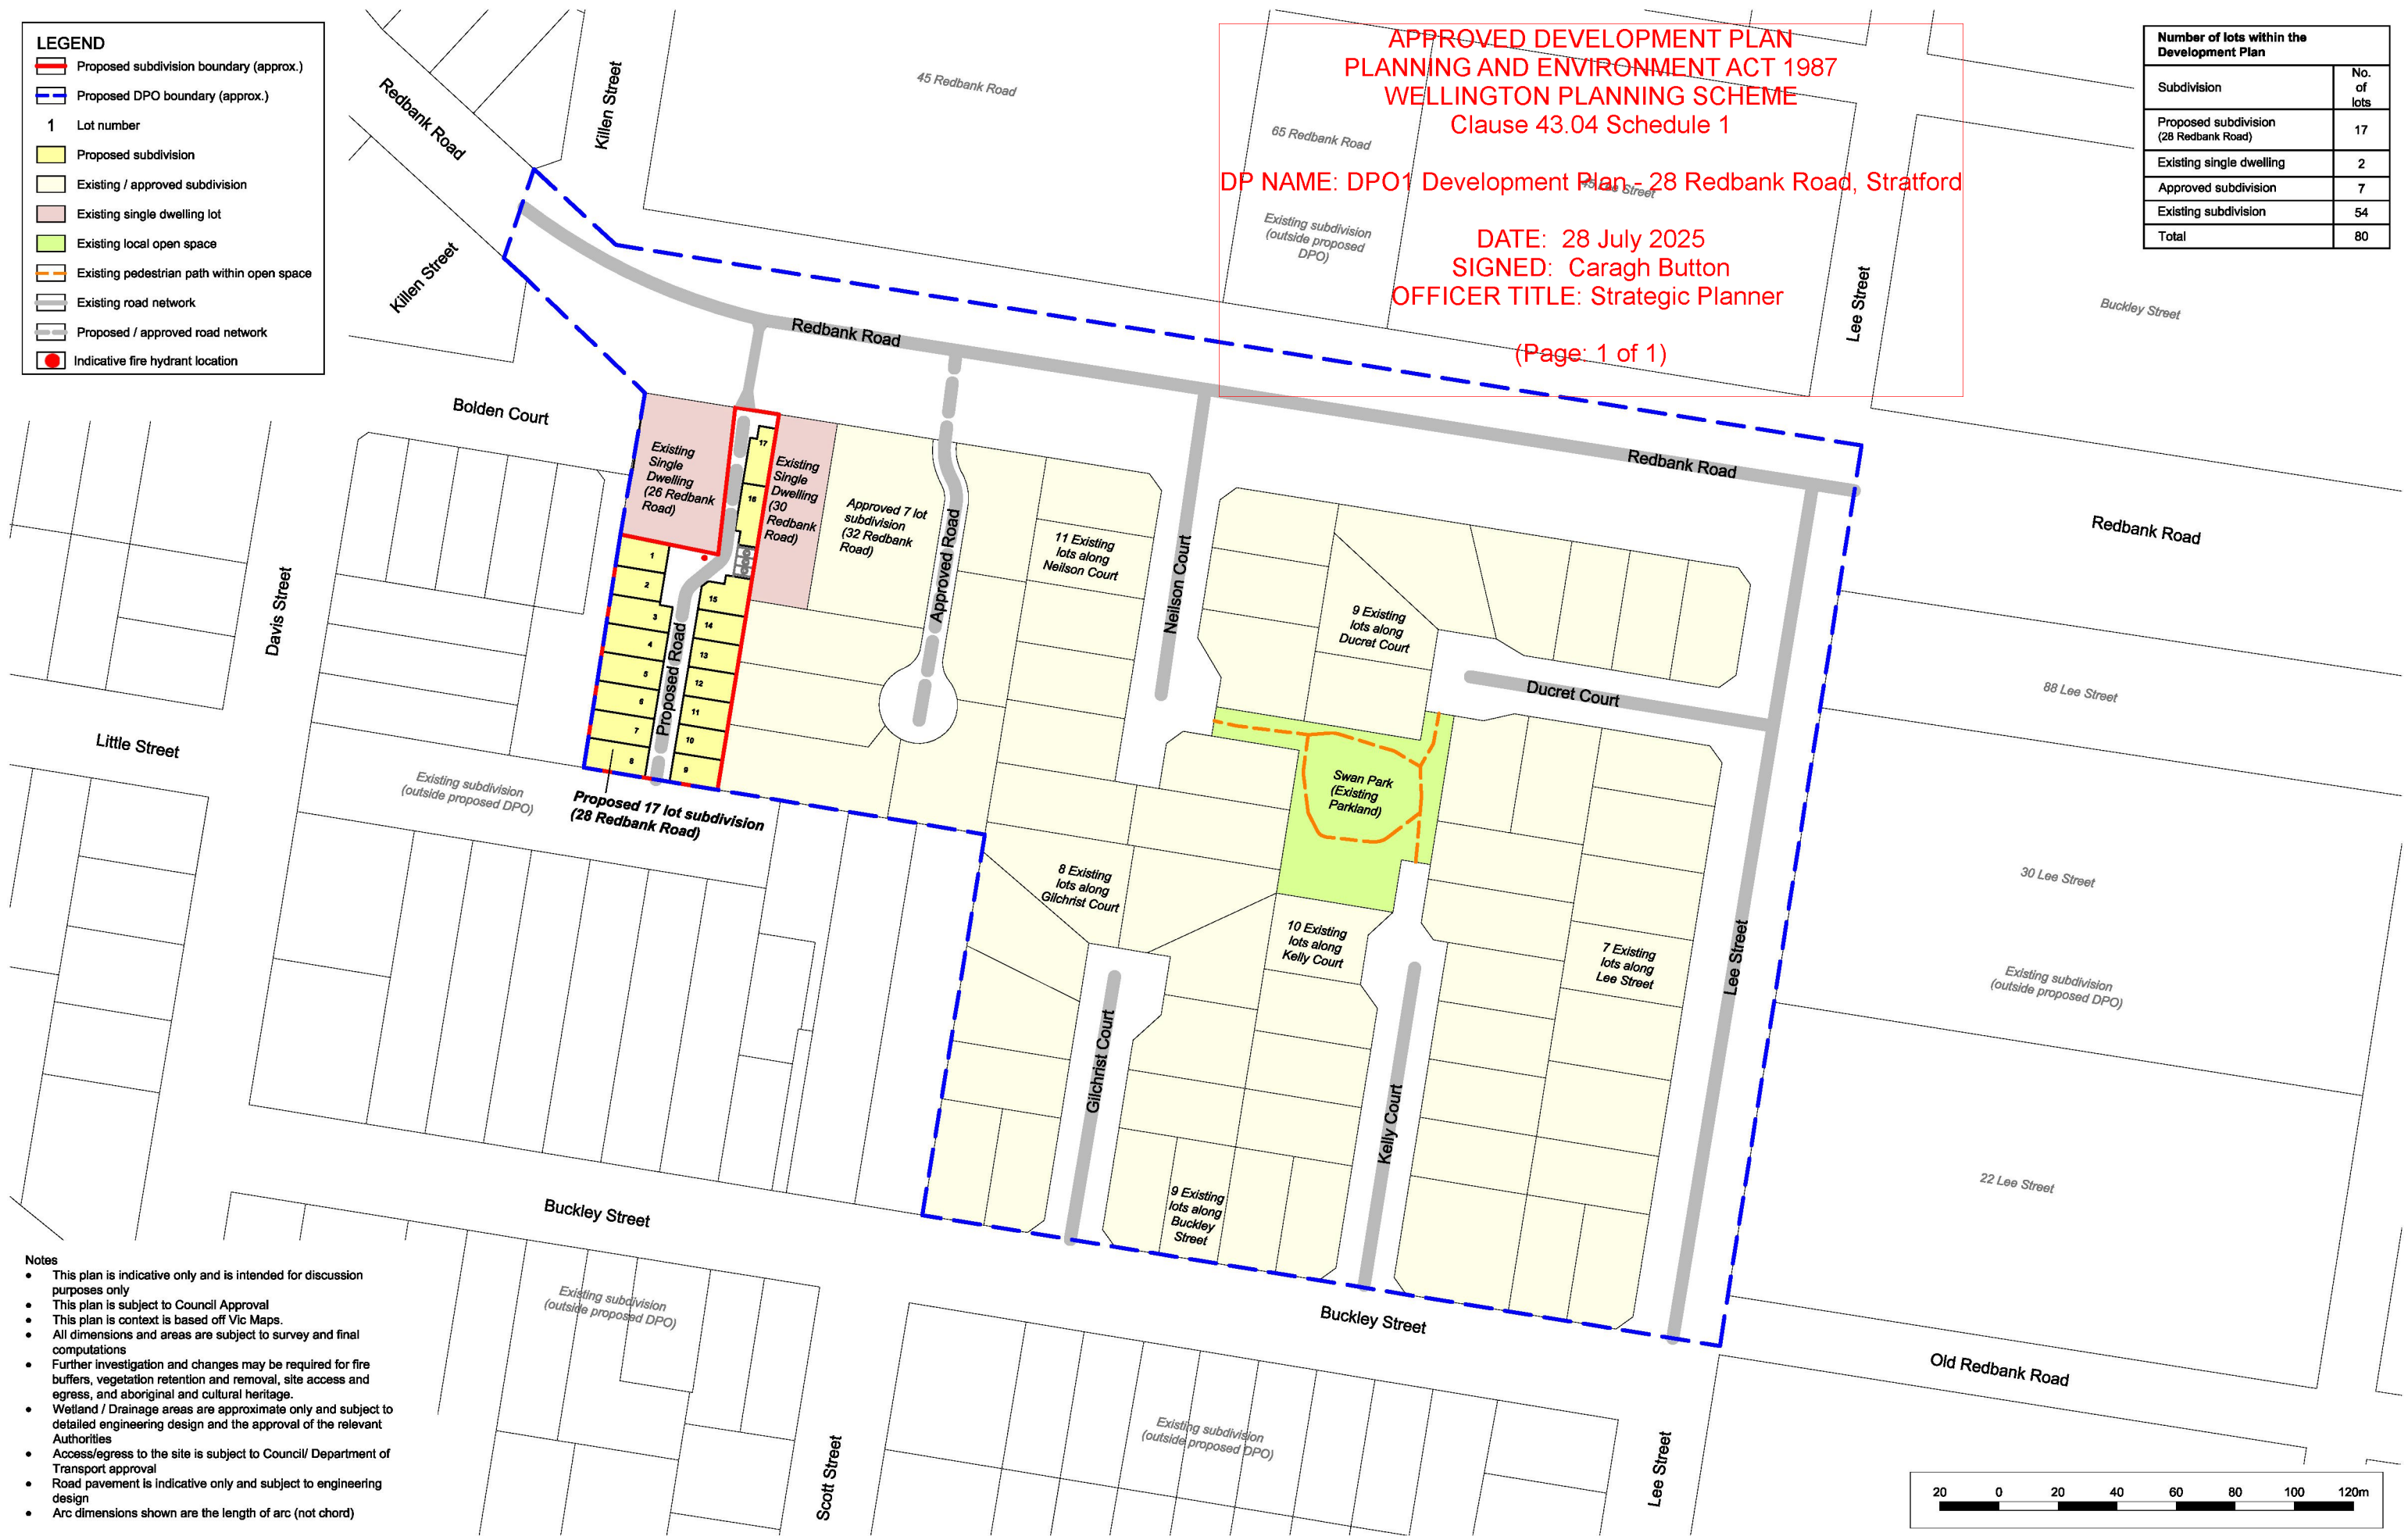 LEGEND
Proposed subdivision boundary (approx.)
Proposed DPO boundary (approx.)
1 Lot number
Proposed subdivision
Existing / approved subdivision
Existing single dwelling lot
Existing local open space
Existing pedestrian path within open space
Existing road network
Proposed / approved road network
Indicative fire hydrant location
APPROVED DEVELOPMENT PLAN
PLANNING AND ENVIRONMENT ACT 1987
WELLINGTON PLANNING SCHEME
Clause 43.04 Schedule 1
DP NAME: DPO1 Development Plan - 28 Redbank Road, Stratford
DATE: 28 July 2025
SIGNED: Caragh Button
OFFICER TITLE: Strategic Planner
(Page: 1 of 1)
Number of lots within the
Development Plan
Subdivision
No.
of
lots
Proposed subdivision
(28 Redbank Road)
17
Existing single dwelling 2
Approved subdivision 7
Existing subdivision 54
Total 80
Redbank Road
Killen Street
45 Redbank Road
65 Redbank Road
45 Lee Street
Existing subdivision
(outside proposed
DPO)
Lee Street
Buckley Street
Killen Street
Redbank Road
Bolden Court
Redbank Road
Redbank Road
Existing
Single
Dwelling
(26 Redbank
Road)
17
16
Existing
Single
Dwelling
(30
Redbank
Road)
Approved 7 lot
subdivision
(32 Redbank
Road)
Approved Road
11 Existing
lots along
Neilson Court
Neilson Court
9 Existing
lots along
Ducret Court
Ducret Court
88 Lee Street
Davis Street
1
2
3
4
5
6
7
8
Proposed Road
15
14
13
12
11
10
9
Little Street
Existing subdivision
(outside proposed DPO)
Proposed 17 lot subdivision
(28 Redbank Road)
Swan Park
(Existing
Parkland)
8 Existing
lots along
Gilchrist Court
10 Existing
lots along
Kelly Court
7 Existing
lots along
Lee Street
Lee Street
30 Lee Street
Existing subdivision
(outside proposed DPO)
Gilchrist Court
Kelly Court
9 Existing
lots along
Buckley
Street
22 Lee Street
Buckley Street
Existing subdivision
(outside proposed DPO)
Buckley Street
Old Redbank Road
Scott Street
Existing subdivision
(outside proposed DPO)
Lee Street
Notes
• This plan is indicative only and is intended for discussion
purposes only
• This plan is subject to Council Approval
• This plan is context is based off Vic Maps.
• All dimensions and areas are subject to survey and final
computations
• Further investigation and changes may be required for fire
buffers, vegetation retention and removal, site access and
egress, and aboriginal and cultural heritage.
• Wetland / Drainage areas are approximate only and subject to
detailed engineering design and the approval of the relevant
Authorities
• Access/egress to the site is subject to Council/ Department of
Transport approval
• Road pavement is indicative only and subject to engineering
design
• Arc dimensions shown are the length of arc (not chord)
20 0 20 40 60 80 100 120m